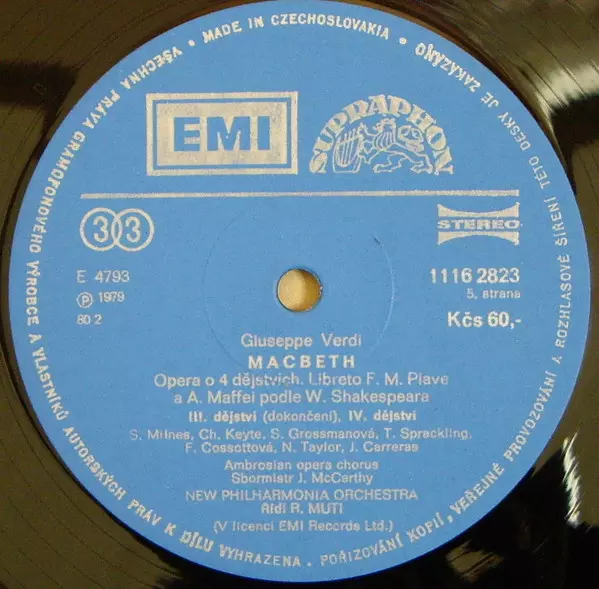 VŠECHNA PRÁVA GRAMOFONOVÉHO VÝROBCE A VLASTNÍKŮ AUTORSKÝCH PRÁV K DÍLU VYHRAZENA • POŘIZOVÁNÍ KOPIÍ, VEŘEJNÉ PROVOZOVÁNÍ A ROZHLASOVÉ ŠÍŘENÍ TÉTO DESKY JE ZAKÁZÁNO •
MADE IN CZECHOSLOVAKIA •
EMI
SUPRAPHON
33
STEREO
E 4793
1116 2823
Ⓟ 1979
5. strana
80 2
Kčs 60,-
Giuseppe Verdi
MACBETH
Opera o 4 dějstvích. Libreto F. M. Piave
a A. Maffei podle W. Shakespeara
III. dějství (dokončení), IV. dějství
S. Milnes, Ch. Keyte, S. Grossmanová, T. Sprackling,
F. Cossottová, N. Taylor, J. Carreras
Ambrosian opera chorus
Sbormistr J. McCarthy
NEW PHILHARMONIA ORCHESTRA
Řídí R. MUTI
(V licenci EMI Records Ltd.)